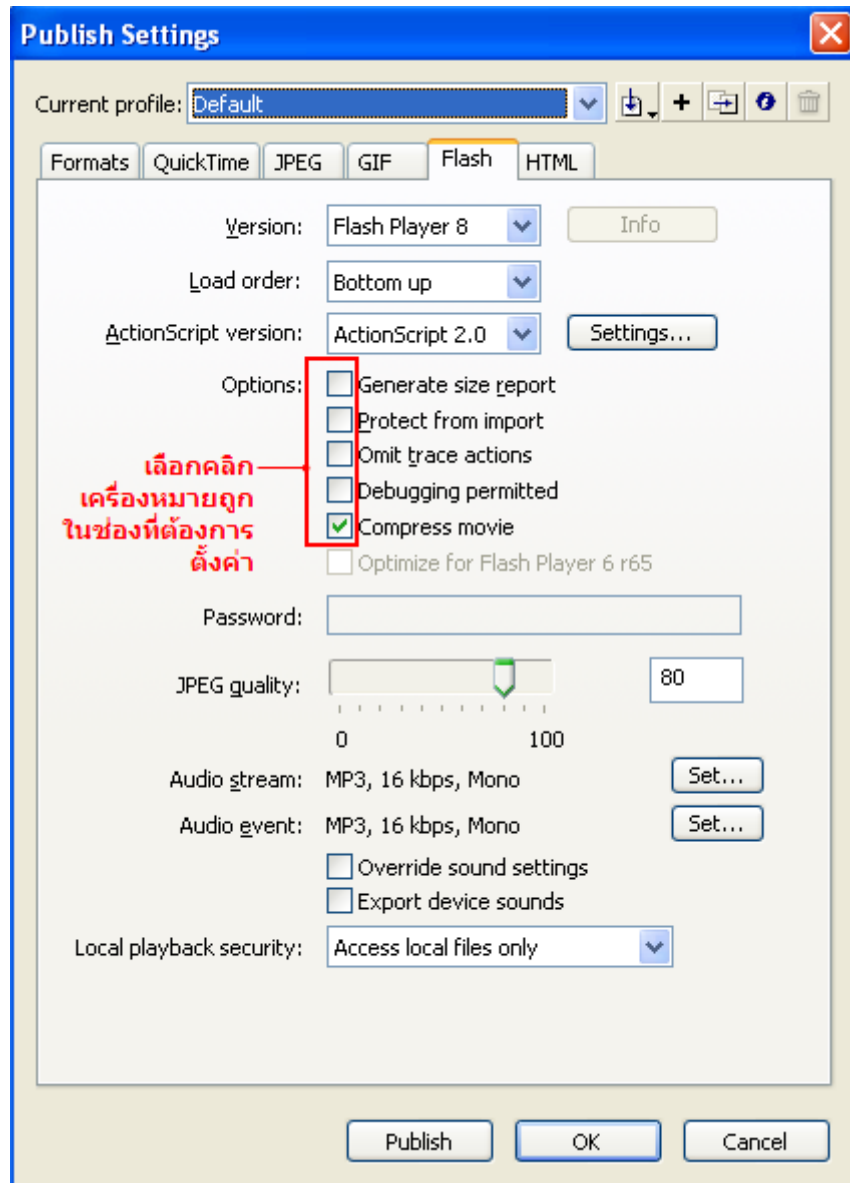 Publish Settings
Current profile: Default
Formats QuickTime JPEG GIF Flash HTML
Version: Flash Player 8 Info
Load order: Bottom up
ActionScript version: ActionScript 2.0 Settings...
Options: Generate size report
Protect from import
Omit trace actions
Debugging permitted
Compress movie
Optimize for Flash Player 6 r65
เลือกคลิก
เครื่องหมายถูก
ในช่องที่ต้องการ
ตั้งค่า
Password:
JPEG quality: 80
0 100
Audio stream: MP3, 16 kbps, Mono Set...
Audio event: MP3, 16 kbps, Mono Set...
Override sound settings
Export device sounds
Local playback security: Access local files only
Publish OK Cancel